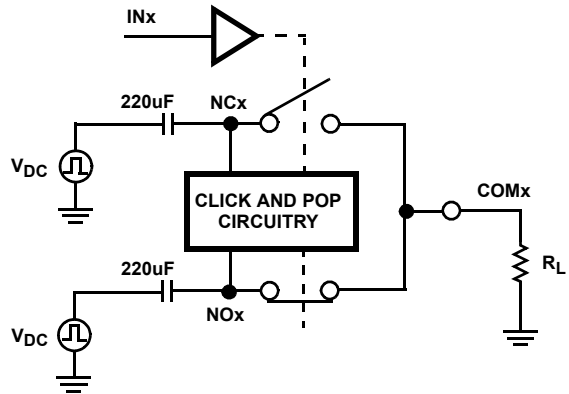 INx
220uF
NCx
VDC
CLICK AND POP
CIRCUITRY
COMx
RL
220uF
NOx
VDC